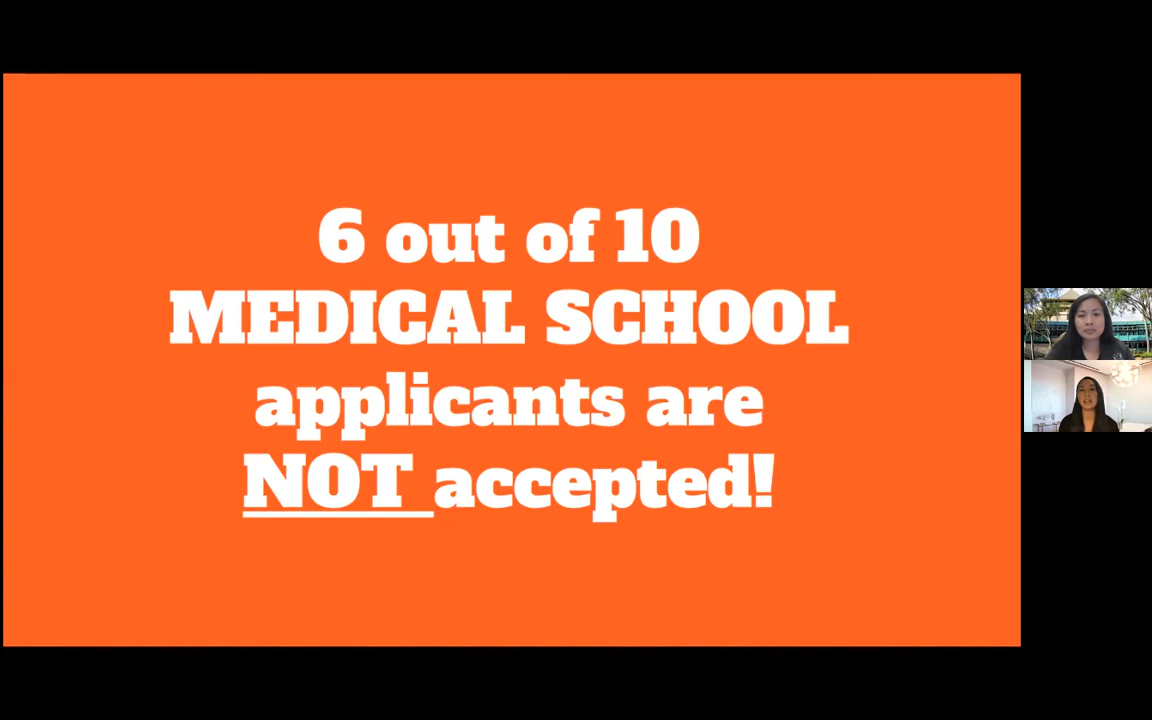 6 out of 10
MEDICAL SCHOOL
applicants are
NOT accepted!